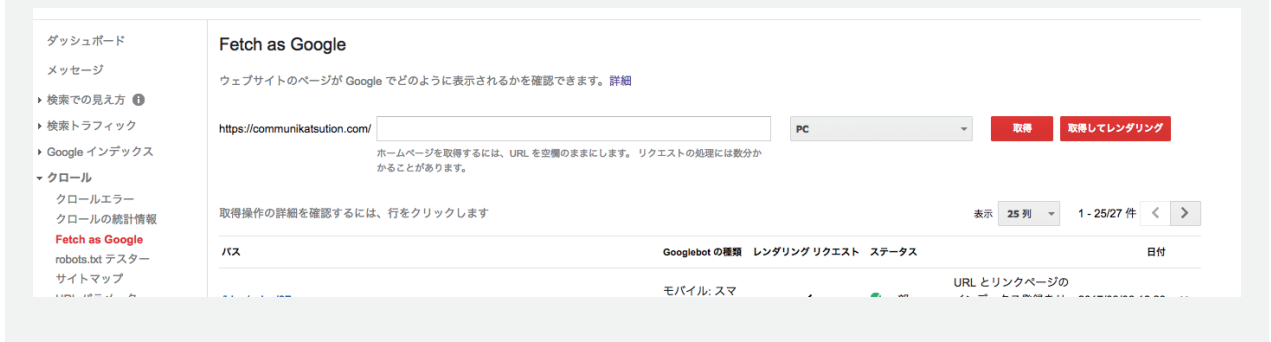 ダッシュボード
メッセージ
検索での見え方
検索トラフィック
Google インデックス
クロール
クロールエラー
クロールの統計情報
Fetch as Google
robots.txt テスター
サイトマップ
Fetch as Google
ウェブサイトのページが Google でどのように表示されるかを確認できます。詳細
https://communikatsution.com/
PC
取得
取得してレンダリング
ホームページを取得するには、URL を空欄のままにします。 リクエストの処理には数分か
かることがあります。
取得操作の詳細を確認するには、行をクリックします
表示 25 列 1 - 25/27 件
パス Googlebot の種類 レンダリング リクエスト ステータス 日付
モバイル: スマ
URL とリンクページの